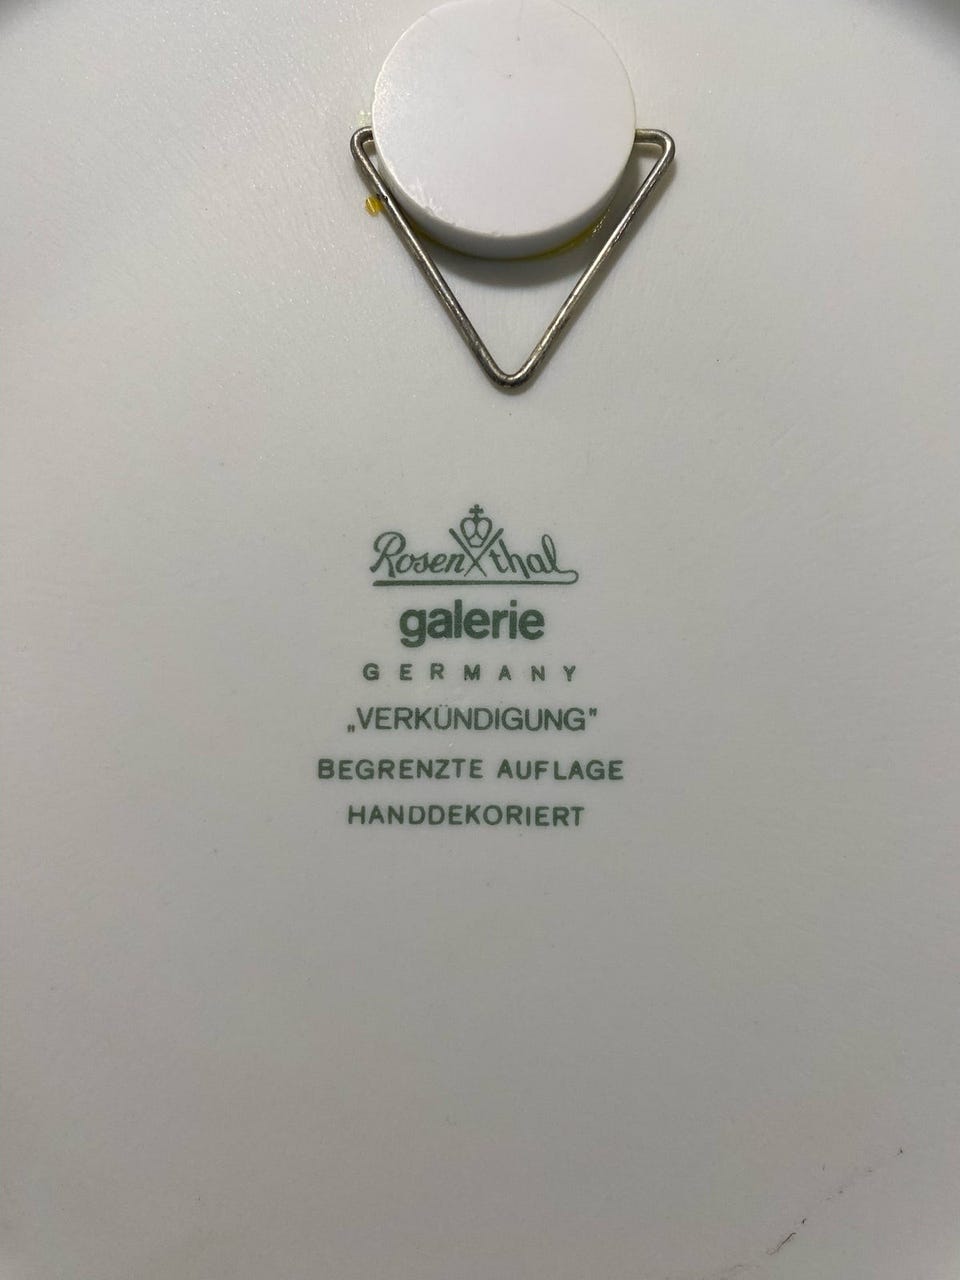 Rosenthal
galerie
GERMANY
„VERKÜNDIGUNG"
BEGRENZTE AUFLAGE
HANDDEKORIERT